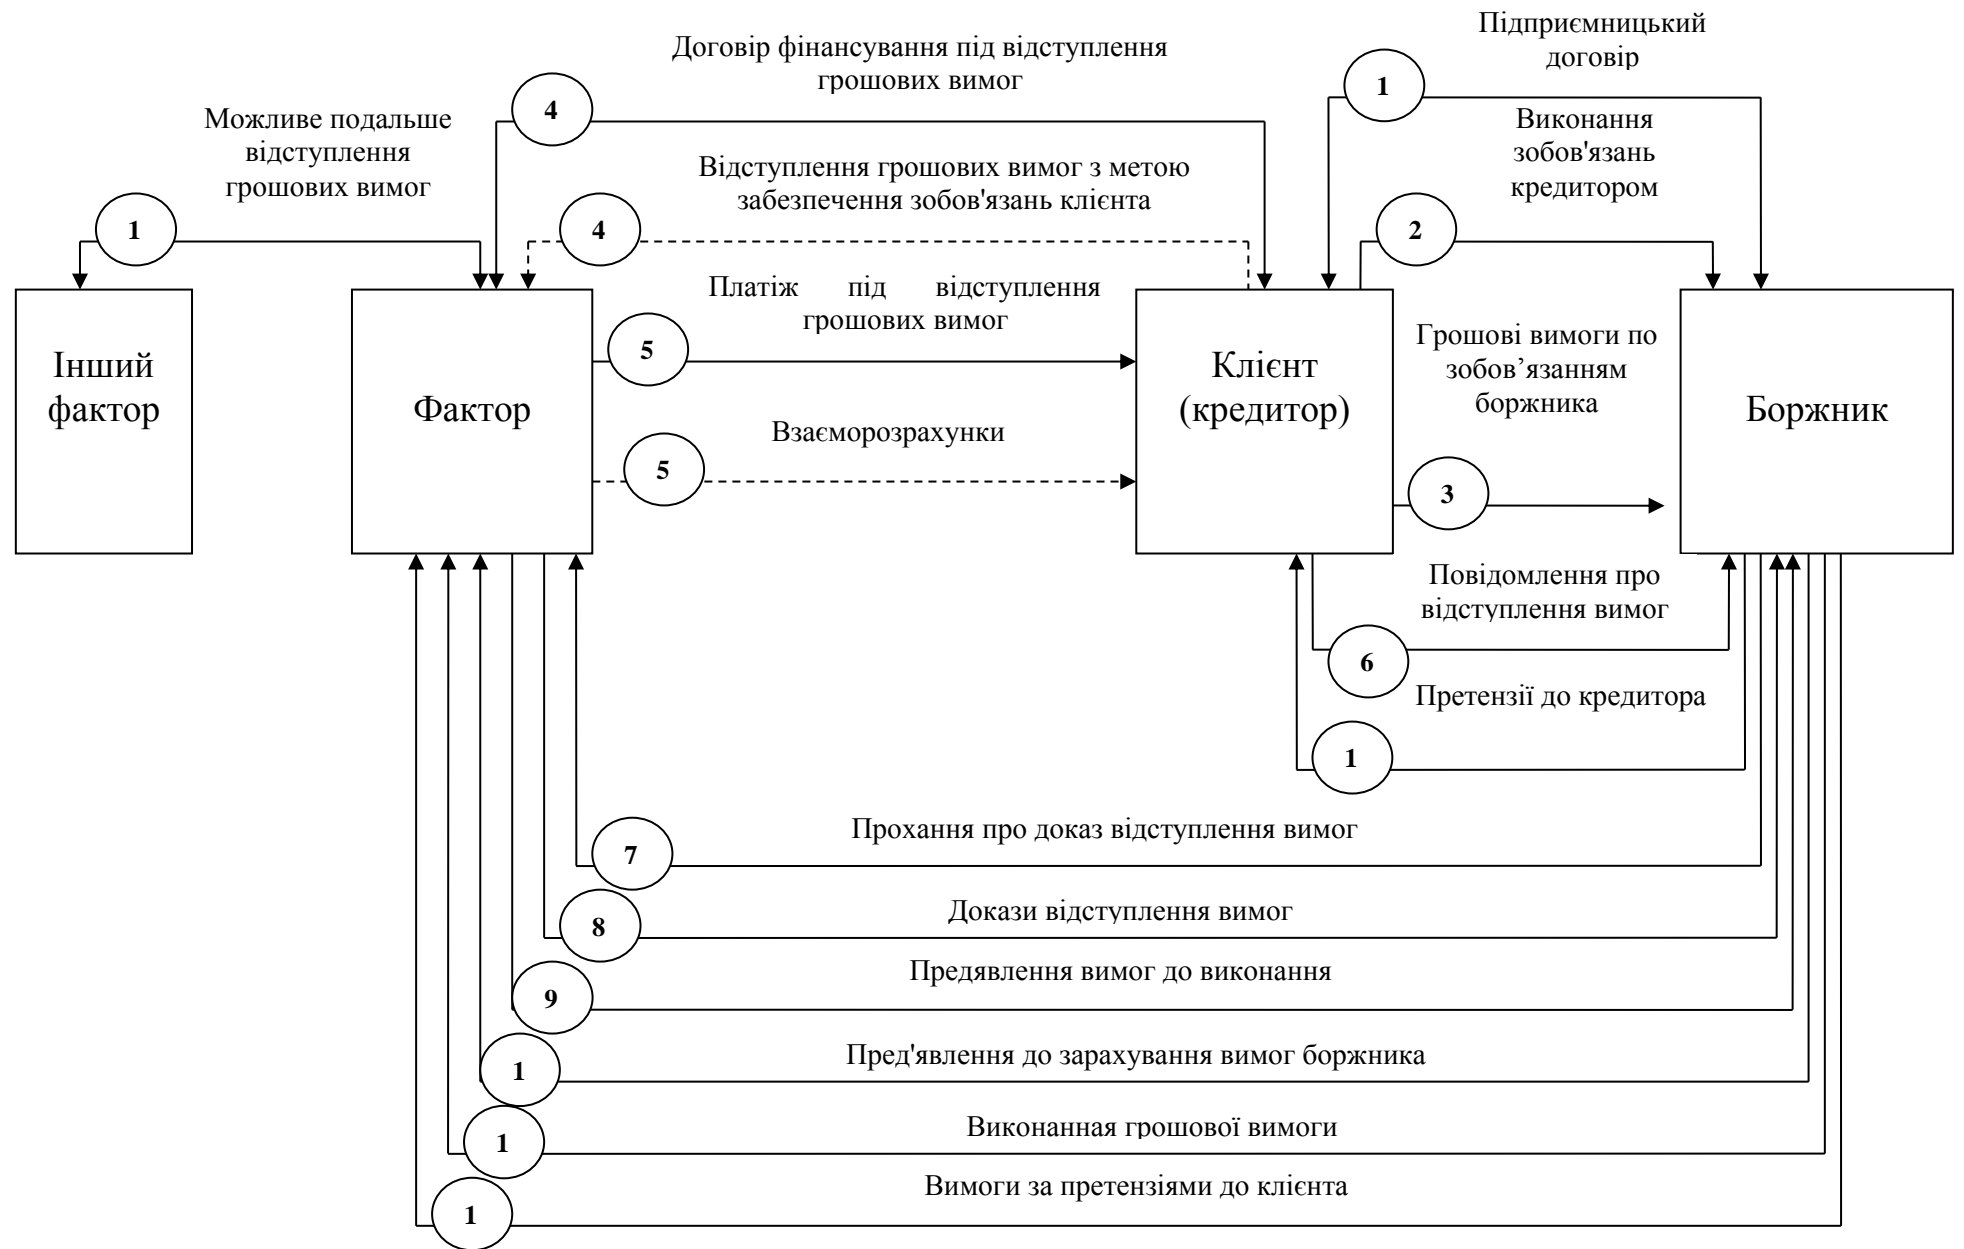 Підприємницький
договір
1
Договір фінансування під відступлення
грошових вимог
4
Можливе подальше
відступлення
грошових вимог
1
Виконання
зобов'язань
кредитором
2
Відступлення грошових вимог з метою
забезпечення зобов'язань клієнта
4
Платіж під відступлення
грошових вимог
5
Інший
фактор
Фактор
Клієнт
(кредитор)
Грошові вимоги по
зобов’язанням
боржника
Боржник
Взаєморозрахунки
5
3
Повідомлення про
відступлення вимог
6
Претензії до кредитора
1
Прохання про доказ відступлення вимог
7
Докази відступлення вимог
8
Предявлення вимог до виконання
9
Пред'явлення до зарахування вимог боржника
1
Виконанная грошової вимоги
1
Вимоги за претензіями до клієнта
1